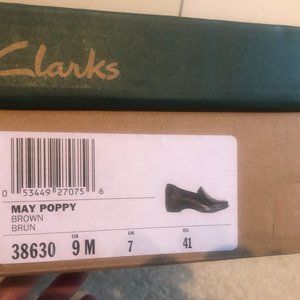 Clarks
0 53449 27075 6
MAY POPPY
BROWN
BRUN
US UK EU
38630 9 M 7 41